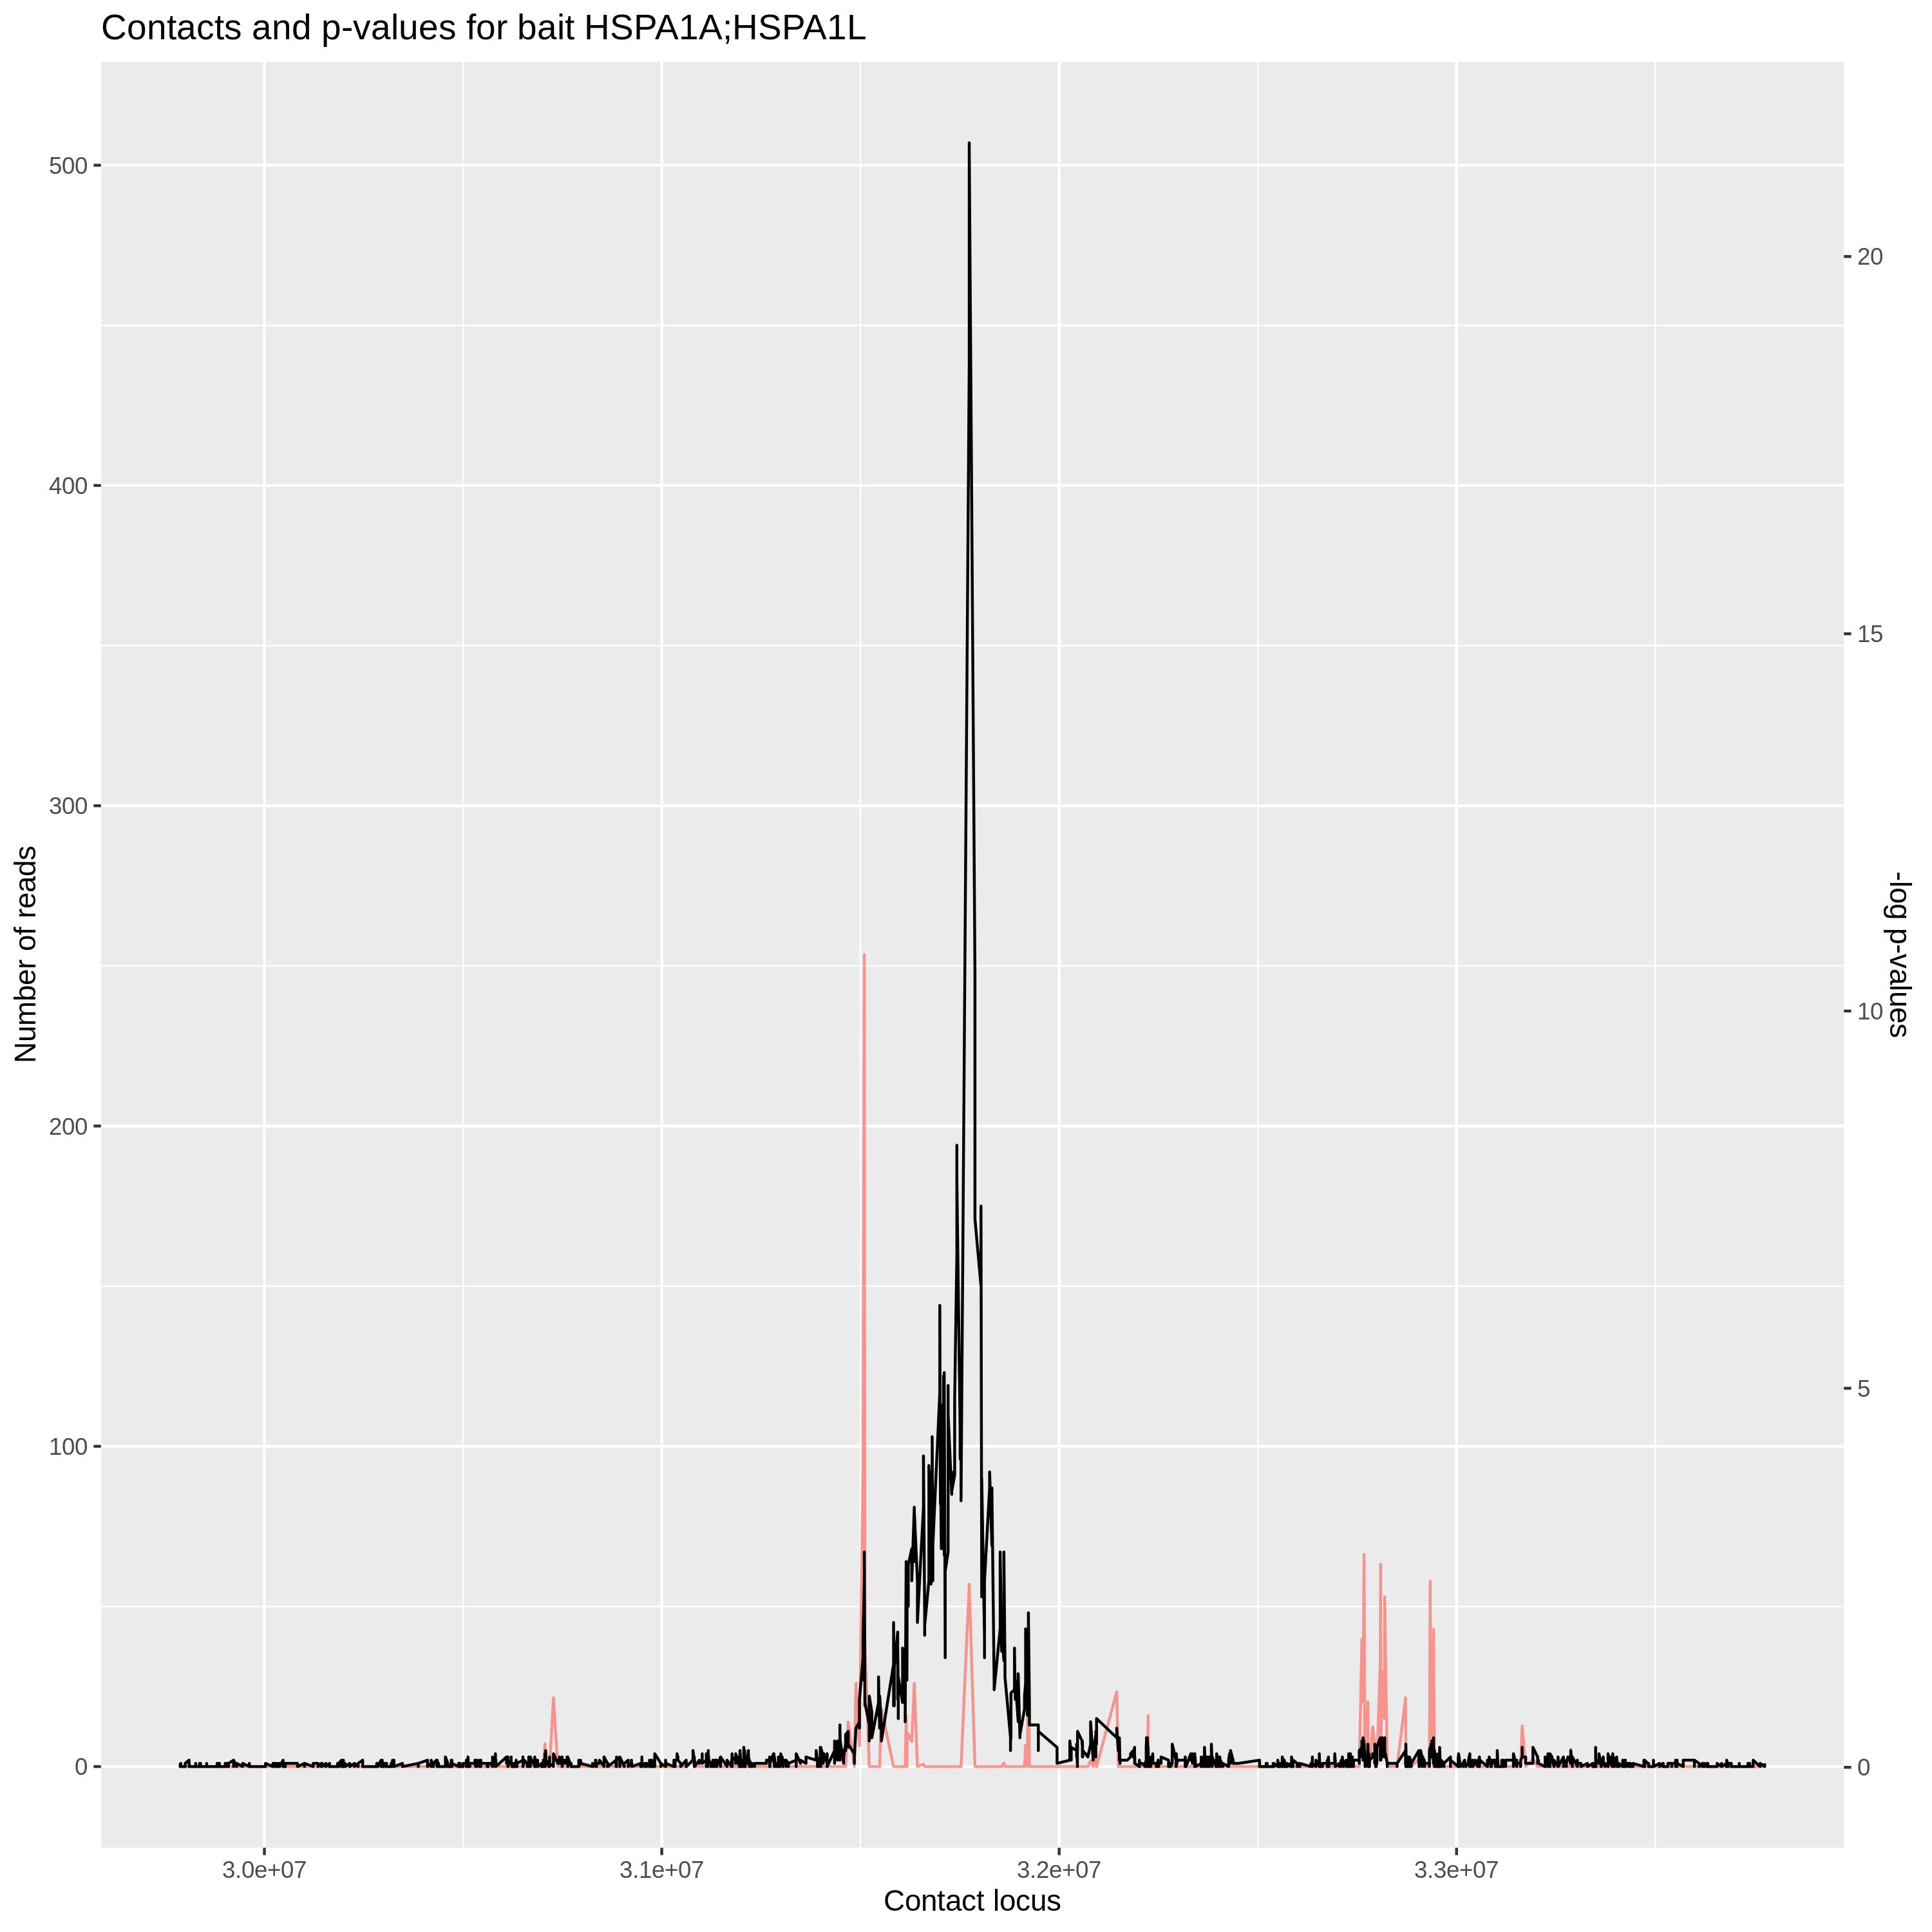 Contacts and p-values for bait HSPA1A;HSPA1L
500
400
300
200
100
0
Number of reads
20
15
10
5
0
-log p-values
3.0e+07
3.1e+07
3.2e+07
3.3e+07
Contact locus